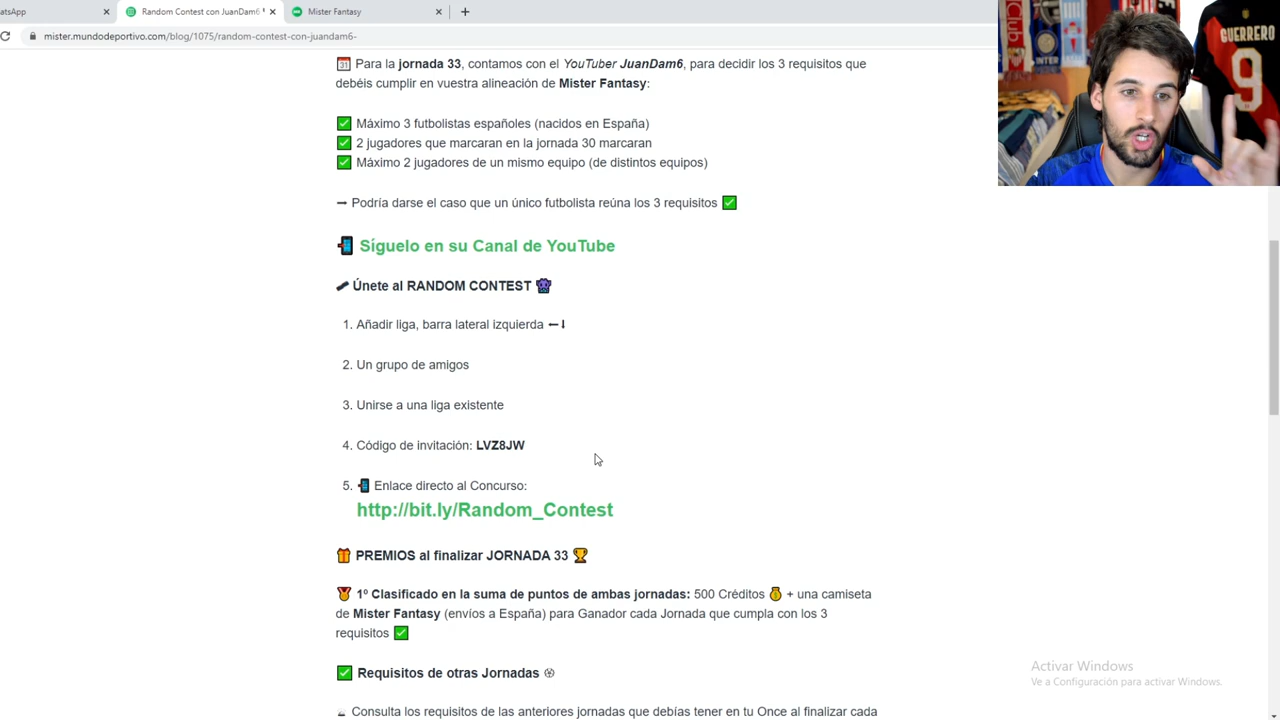 atsApp
Random Contest con JuanDam6
Mister Fantasy
mister.mundodeportivo.com/blog/1075/random-contest-con-juandam6-
Para la jornada 33, contamos con el YouTuber JuanDam6, para decidir los 3 requisitos que
debéis cumplir en vuestra alineación de Mister Fantasy:
Máximo 3 futbolistas españoles (nacidos en España)
2 jugadores que marcaran en la jornada 30 marcaran
Máximo 2 jugadores de un mismo equipo (de distintos equipos)
Podría darse el caso que un único futbolista reúna los 3 requisitos
Síguelo en su Canal de YouTube
Únete al RANDOM CONTEST
1. Añadir liga, barra lateral izquierda
2. Un grupo de amigos
3. Unirse a una liga existente
4. Código de invitación: LVZ8JW
5. Enlace directo al Concurso:
http://bit.ly/Random_Contest
PREMIOS al finalizar JORNADA 33
1º Clasificado en la suma de puntos de ambas jornadas: 500 Créditos + una camiseta
de Mister Fantasy (envíos a España) para Ganador cada Jornada que cumpla con los 3
requisitos
Requisitos de otras Jornadas
Consulta los requisitos de las anteriores jornadas que debías tener en tu Once al finalizar cada
GUERRERO
9
INTER
Activar Windows
Ve a Configuración para activar Windows.